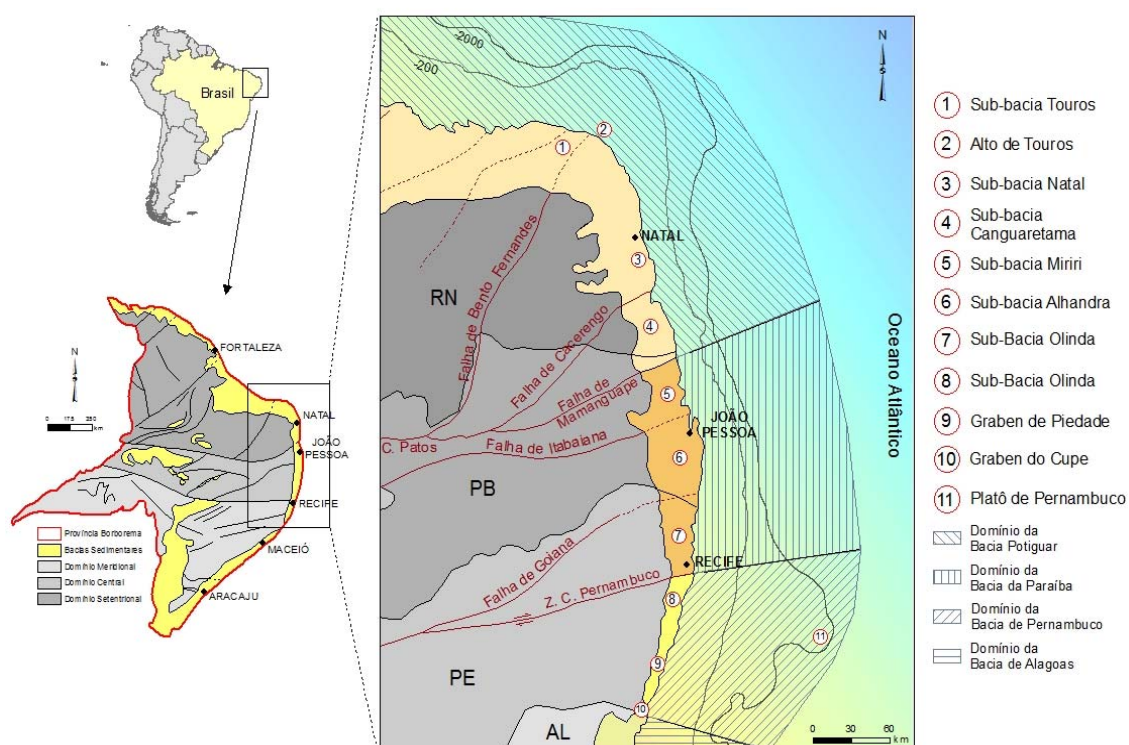 Brasil
N
FORTALEZA
NATAL
JOÃO
PESSOA
RECIFE
MACEIÓ
ARACAJU
N
0 175 350
km
Província Borborema
Bacias Sedimentares
Domínio Meridional
Domínio Central
Domínio Setentrional
-2000
-200
N
1
2
NATAL
3
RN
Falha de Bento Fernandes
Falha de Cacerengo
4
Falha de
Mamanguape
5
JOÃO
PESSOA
C. Patos
Falha de Itabaiana
6
PB
7
RECIFE
Falha de Goiana
Z. C. Pernambuco
8
11
9
PE
10
AL
0 30 60
km
Oceano Atlântico
1 Sub-bacia Touros
2 Alto de Touros
3 Sub-bacia Natal
4 Sub-bacia
Canguaretama
5 Sub-bacia Miriri
6 Sub-bacia Alhandra
7 Sub-Bacia Olinda
8 Sub-Bacia Olinda
9 Graben de Piedade
10 Graben do Cupe
11 Platô de Pernambuco
Domínio da
Bacia Potiguar
Domínio da
Bacia da Paraíba
Domínio da
Bacia de Pernambuco
Domínio da
Bacia de Alagoas